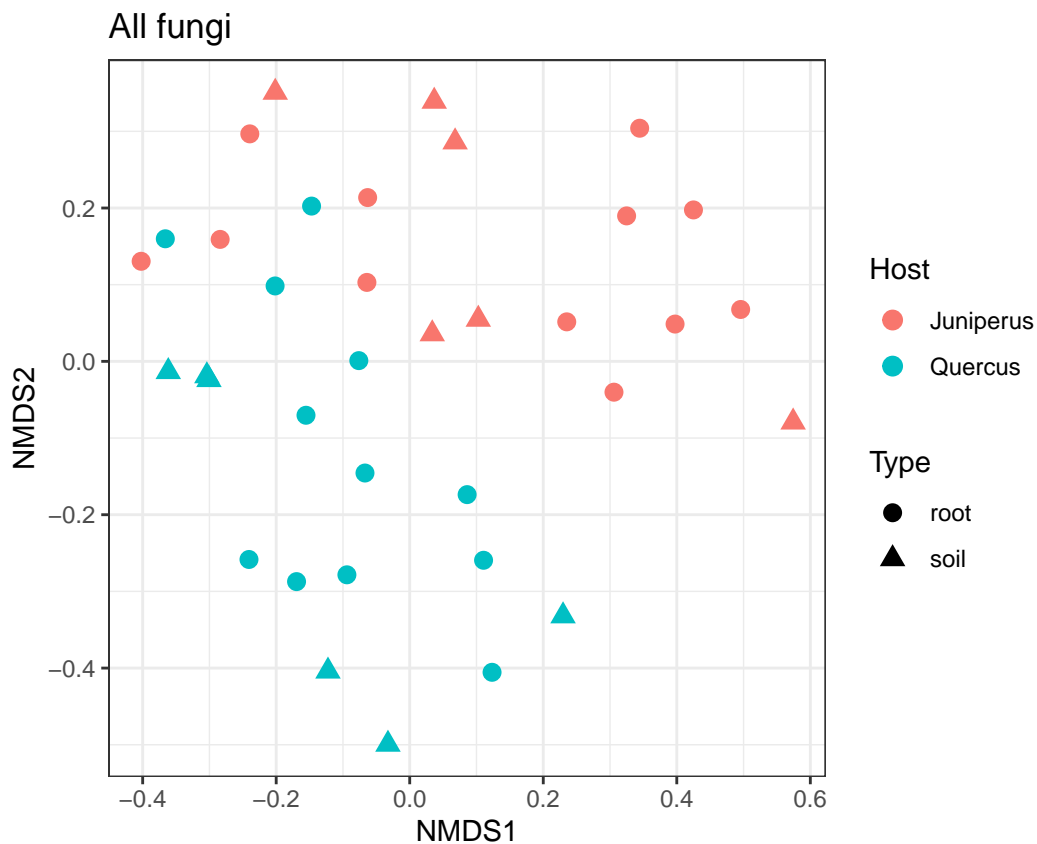 All fungi
NMDS2
0.2
0.0
−0.2
−0.4
−0.4
−0.2
0.0
0.2
0.4
0.6
NMDS1
Host
Juniperus
Quercus
Type
root
soil